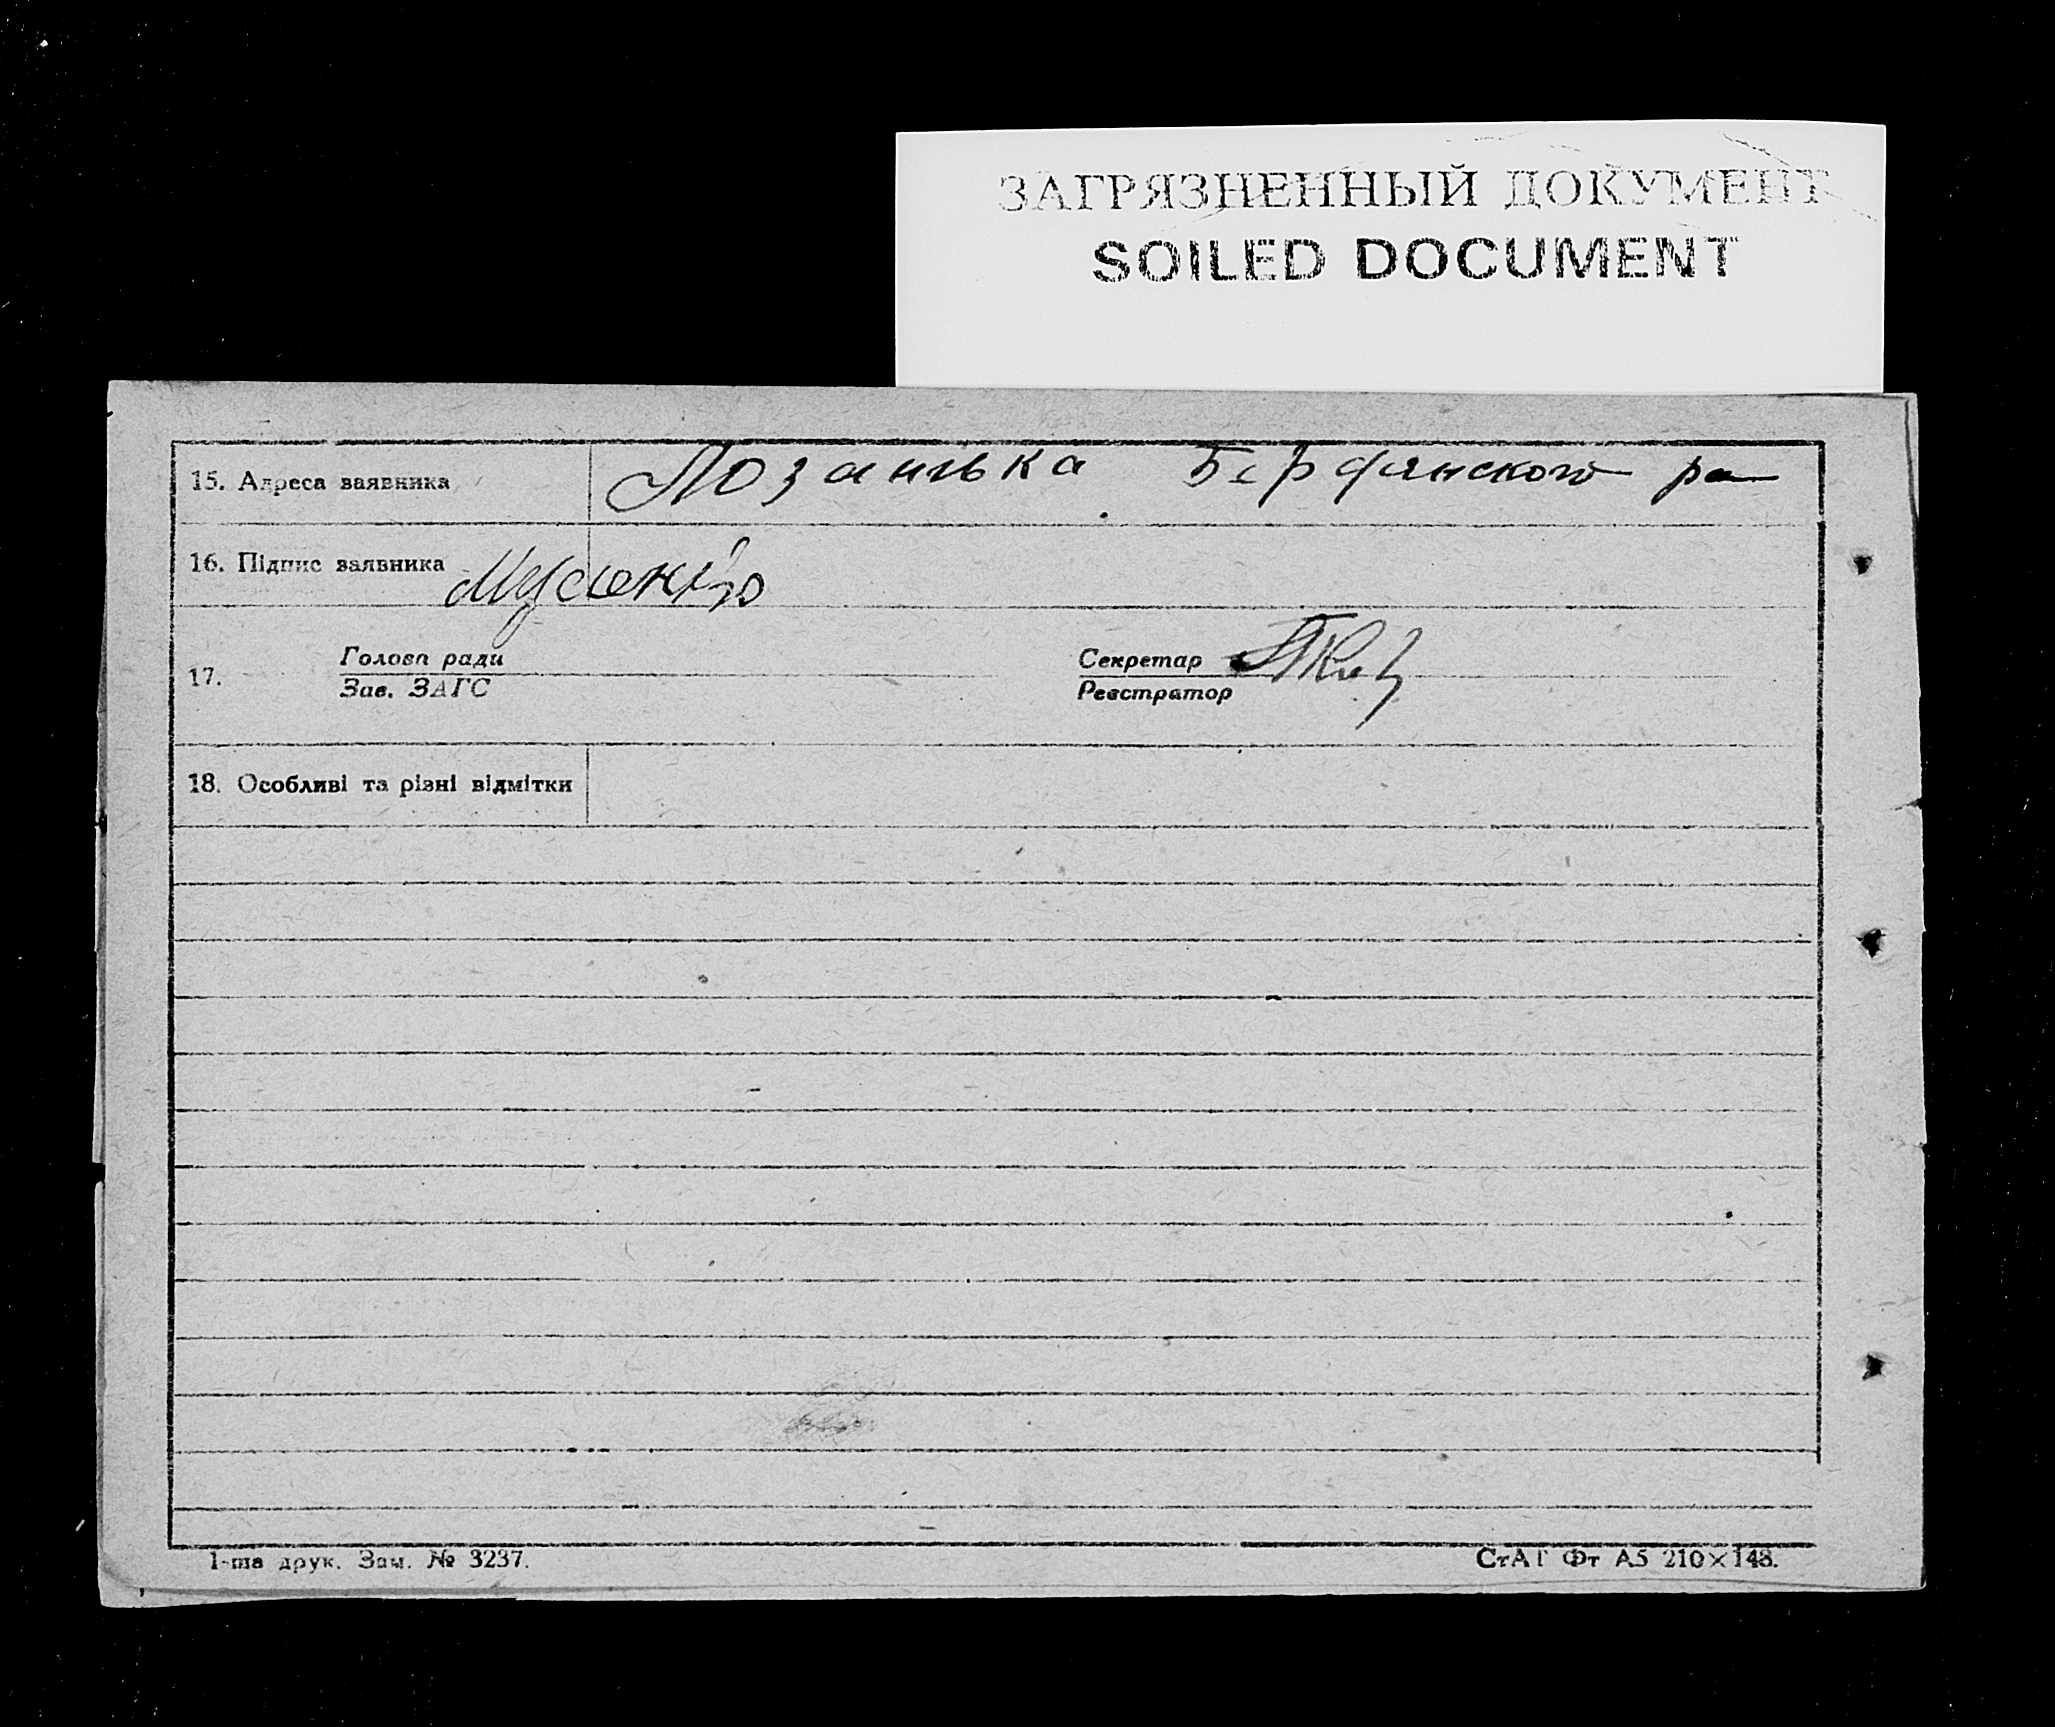 ЗАГРЯЗНЕННЫЙ ДОКУМЕНТ
SOILED DOCUMENT
15. Адреса заявника Бердянского ра
16. Підпис заявника
17. Голова ради Секретар
Зав. ЗАГС Реєстратор
18. Особливі та різні відмітки
1-ша друк. Зам. № 3237. СтАГ Фт А5 210×148.